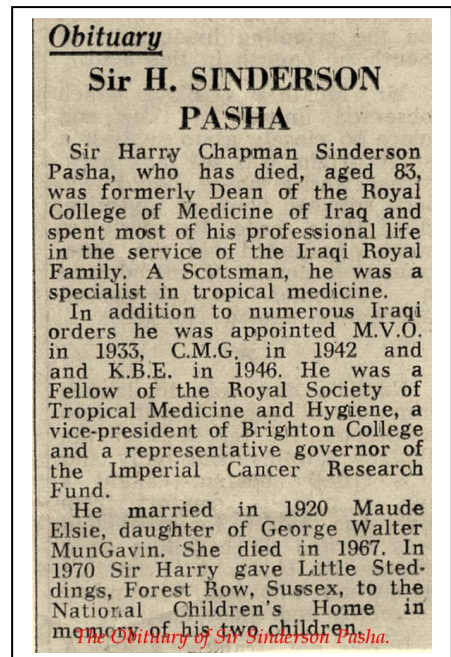 Obituary
Sir H. SINDERSON
PASHA
Sir Harry Chapman Sinderson
Pasha, who has died, aged 83,
was formerly Dean of the Royal
College of Medicine of Iraq and
spent most of his professional life
in the service of the Iraqi Royal
Family. A Scotsman, he was a
specialist in tropical medicine.
In addition to numerous Iraqi
orders he was appointed M.V.O.
in 1933, C.M.G. in 1942 and
and K.B.E. in 1946. He was a
Fellow of the Royal Society of
Tropical Medicine and Hygiene, a
vice-president of Brighton College
and a representative governor of
the Imperial Cancer Research
Fund.
He married in 1920 Maude
Elsie, daughter of George Walter
MunGavin. She died in 1967. In
1970 Sir Harry gave Little Sted-
dings, Forest Row, Sussex, to the
National Children's Home in
memory of his two children.
The Obituary of Sir Sinderson Pasha.